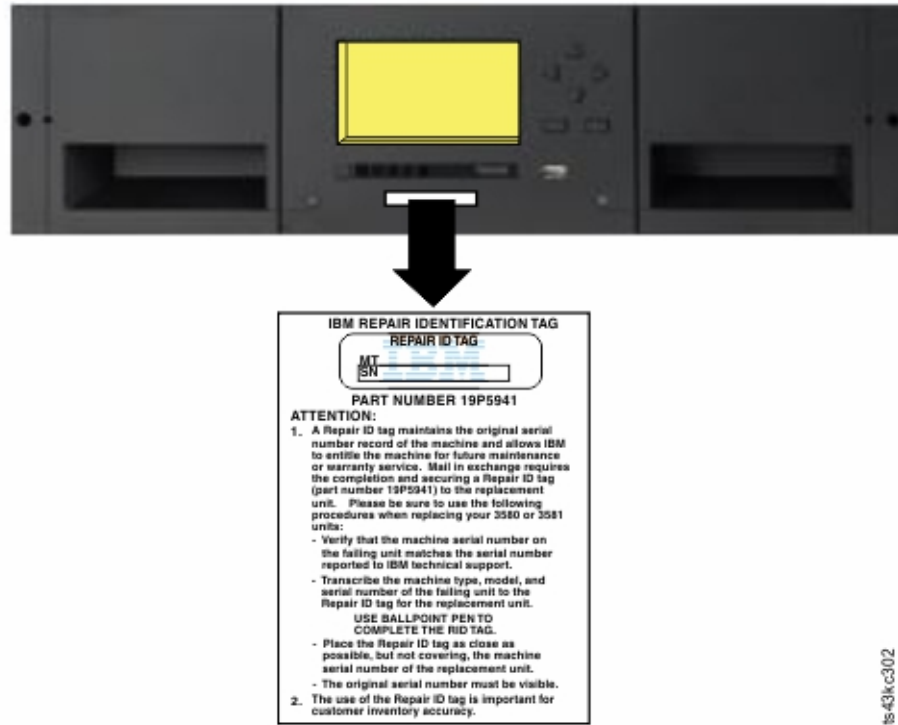 IBM REPAIR IDENTIFICATION TAG
REPAIR ID TAG
IBM
MT
SN
PART NUMBER 19P5941
ATTENTION:
1. A Repair ID tag maintains the original serial
number record of the machine and allows IBM
to entitle the machine for future maintenance
or warranty service. Mail in exchange requires
the completion and securing a Repair ID tag
(part number 19P5941) to the replacement
unit. Please be sure to use the following
procedures when replacing your 3580 or 3581
units:
- Verify that the machine serial number on
the failing unit matches the serial number
reported to IBM technical support.
- Transcribe the machine type, model, and
serial number of the failing unit to the
Repair ID tag for the replacement unit.
USE BALLPOINT PEN TO
COMPLETE THE RID TAG.
- Place the Repair ID tag as close as
possible, but not covering, the machine
serial number of the replacement unit.
- The original serial number must be visible.
2. The use of the Repair ID tag is important for
customer inventory accuracy.
ts43kc302